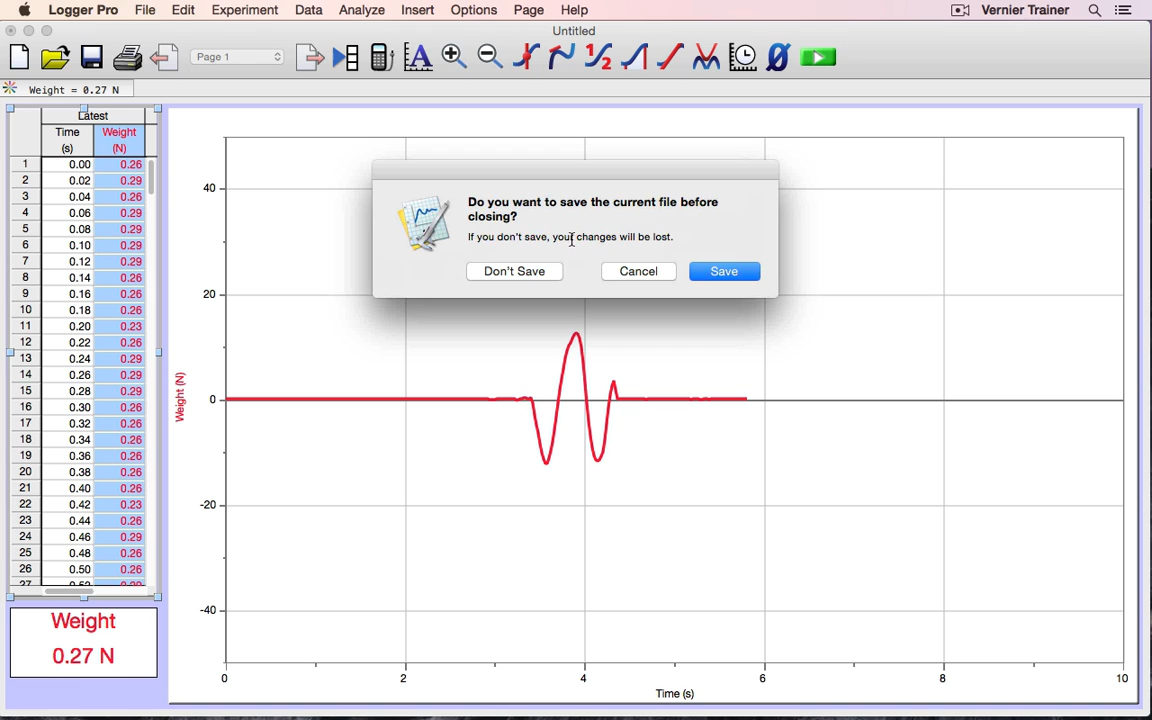 Logger Pro File Edit Experiment Data Analyze Insert Options Page Help Vernier Trainer
Untitled
Page 1
Weight = 0.27 N
Latest
Time Weight
(s) (N)
1 0.00 0.26
2 0.02 0.29
3 0.04 0.26
4 0.06 0.29
5 0.08 0.29
6 0.10 0.29
7 0.12 0.29
8 0.14 0.26
9 0.16 0.26
10 0.18 0.26
11 0.20 0.23
12 0.22 0.26
13 0.24 0.29
14 0.26 0.29
15 0.28 0.29
16 0.30 0.26
17 0.32 0.26
18 0.34 0.26
19 0.36 0.26
20 0.38 0.26
21 0.40 0.26
22 0.42 0.23
23 0.44 0.26
24 0.46 0.29
25 0.48 0.26
26 0.50 0.26
27
Weight
0.27 N
Do you want to save the current file before
closing?
If you don't save, your changes will be lost.
Don't Save Cancel Save
40
20
0
-20
-40
Weight (N)
0 2 4 6 8 10
Time (s)